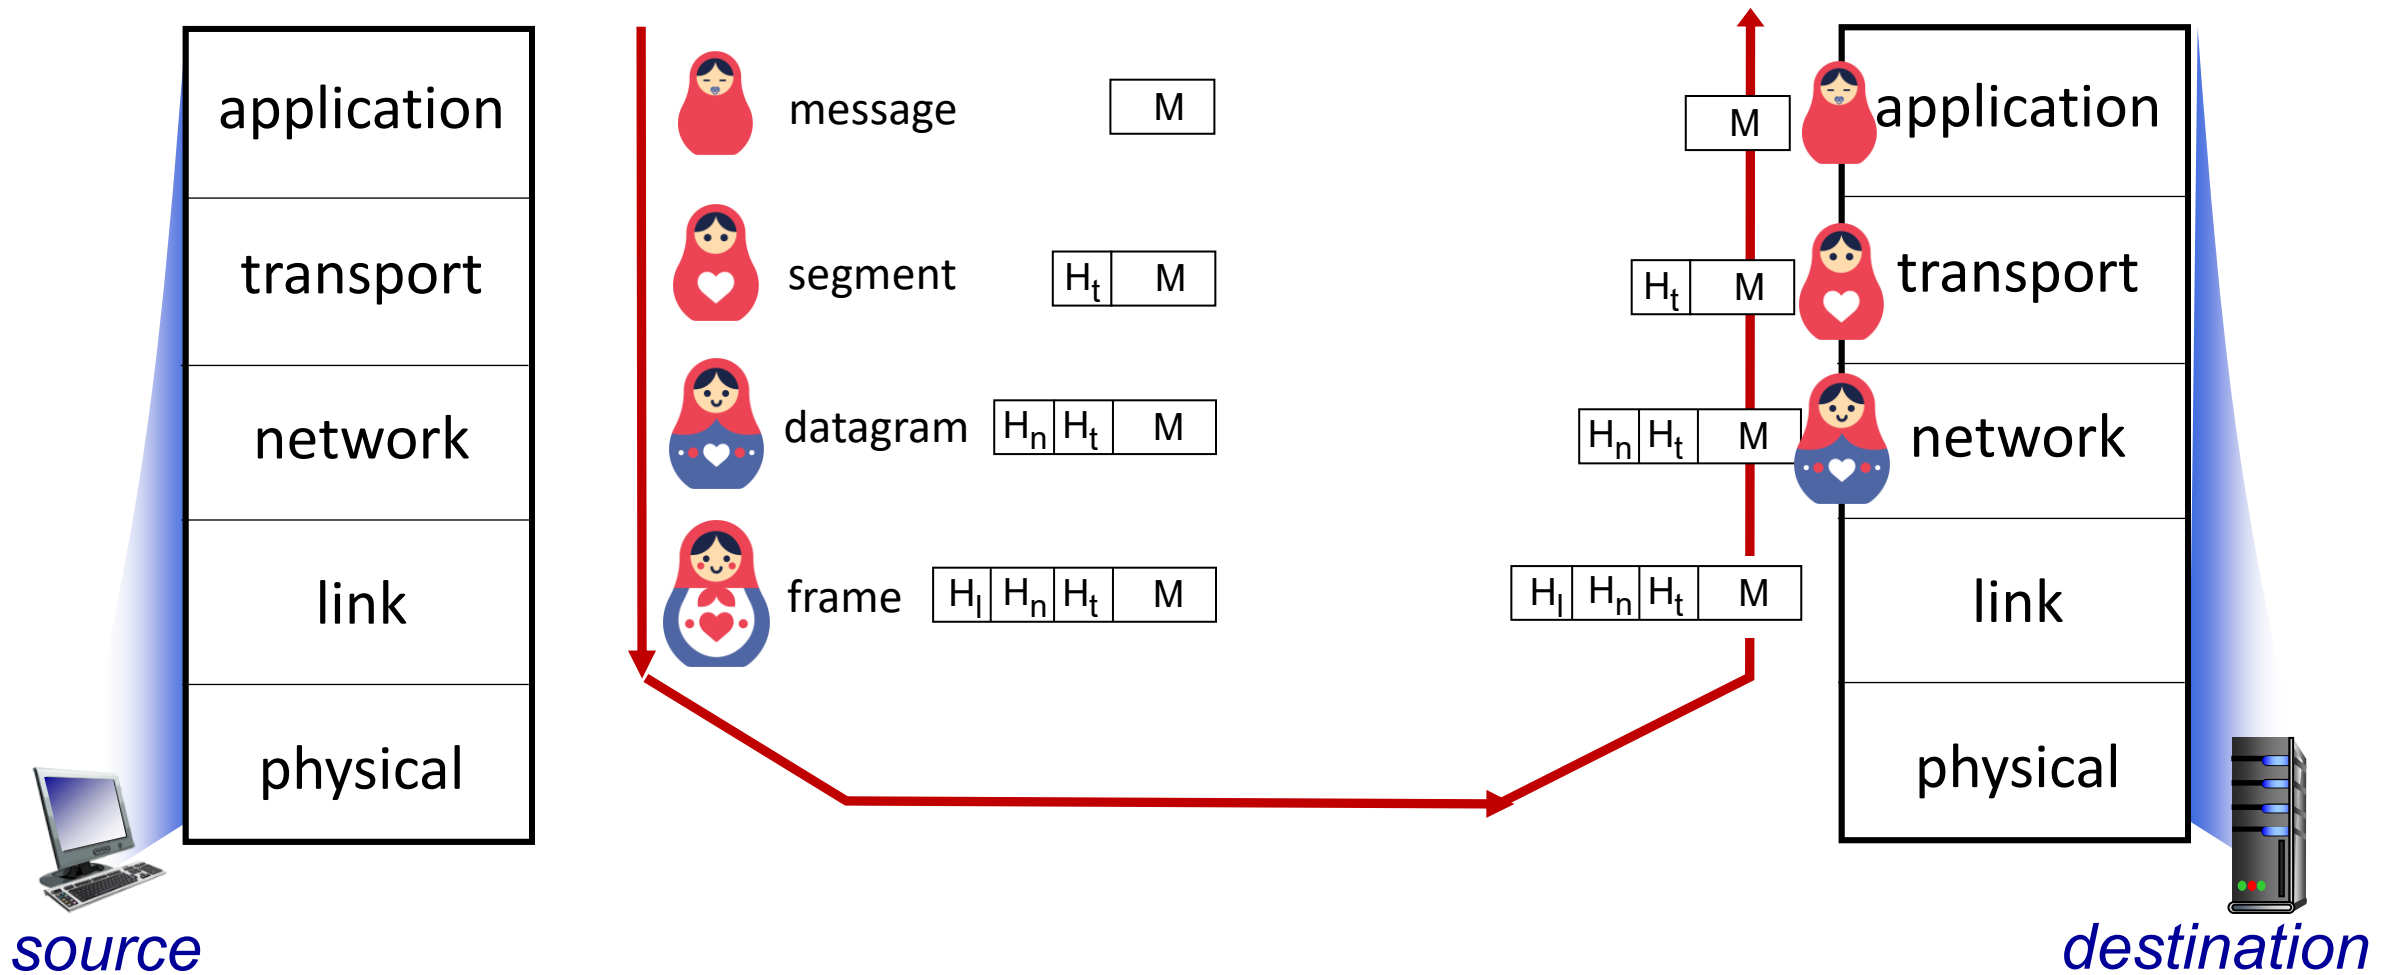 application
transport
network
link
physical
source
message
M
segment
Ht M
datagram
Hn Ht M
frame
Hl Hn Ht M
M
Ht M
Hn Ht M
Hl Hn Ht M
application
transport
network
link
physical
destination